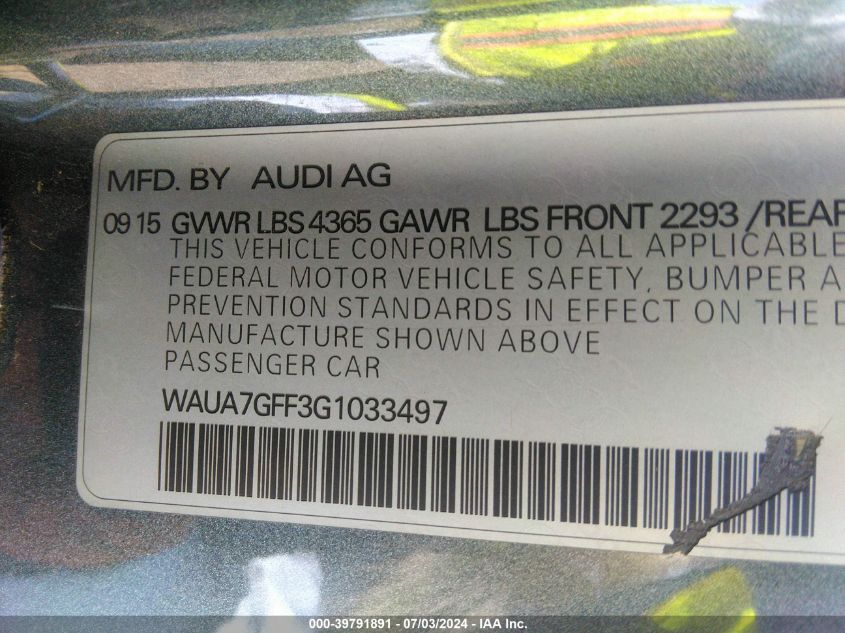 MFD. BY AUDI AG
09 15 GVWR LBS 4365 GAWR LBS FRONT 2293 /REAR
THIS VEHICLE CONFORMS TO ALL APPLICABLE
FEDERAL MOTOR VEHICLE SAFETY, BUMPER A
PREVENTION STANDARDS IN EFFECT ON THE D
MANUFACTURE SHOWN ABOVE
PASSENGER CAR
WAUA7GFF3G1033497
000-39791891 - 07/03/2024 - IAA Inc.